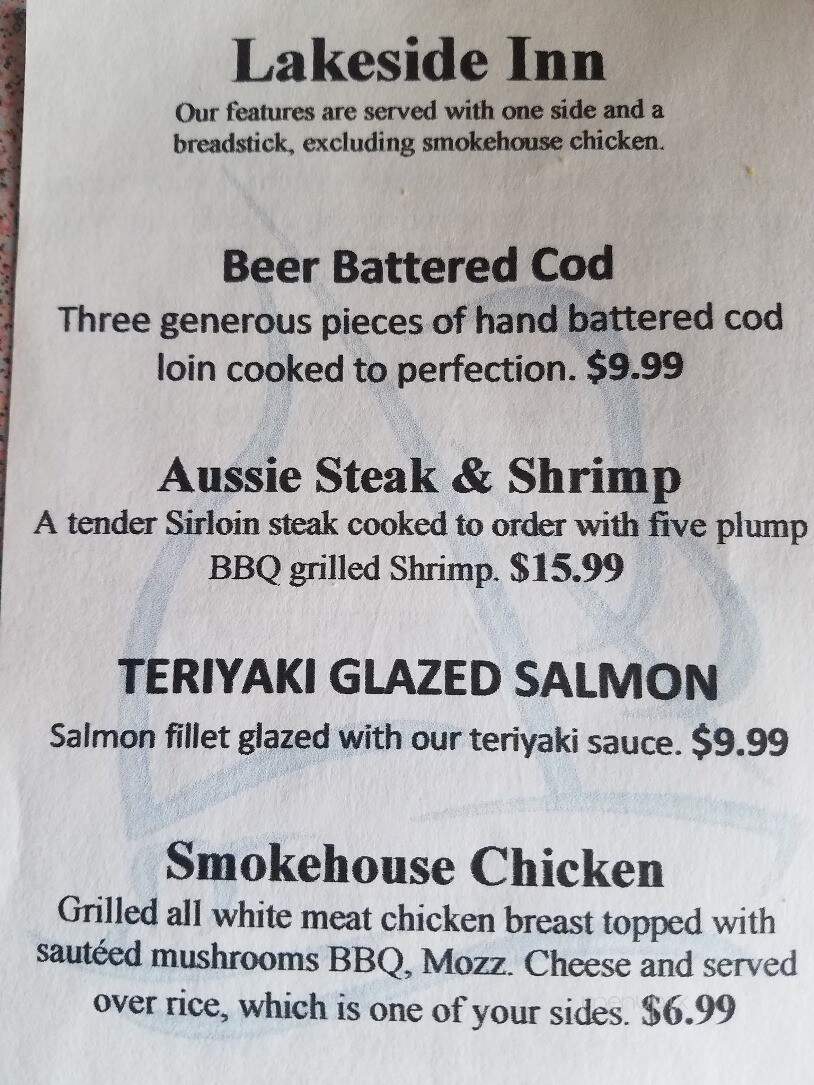 Lakeside Inn
Our features are served with one side and a
breadstick, excluding smokehouse chicken.
Beer Battered Cod
Three generous pieces of hand battered cod
loin cooked to perfection. $9.99
Aussie Steak & Shrimp
A tender Sirloin steak cooked to order with five plump
BBQ grilled Shrimp. $15.99
TERIYAKI GLAZED SALMON
Salmon fillet glazed with our teriyaki sauce. $9.99
Smokehouse Chicken
Grilled all white meat chicken breast topped with
sautéed mushrooms BBQ, Mozz. Cheese and served
over rice, which is one of your sides. $6.99